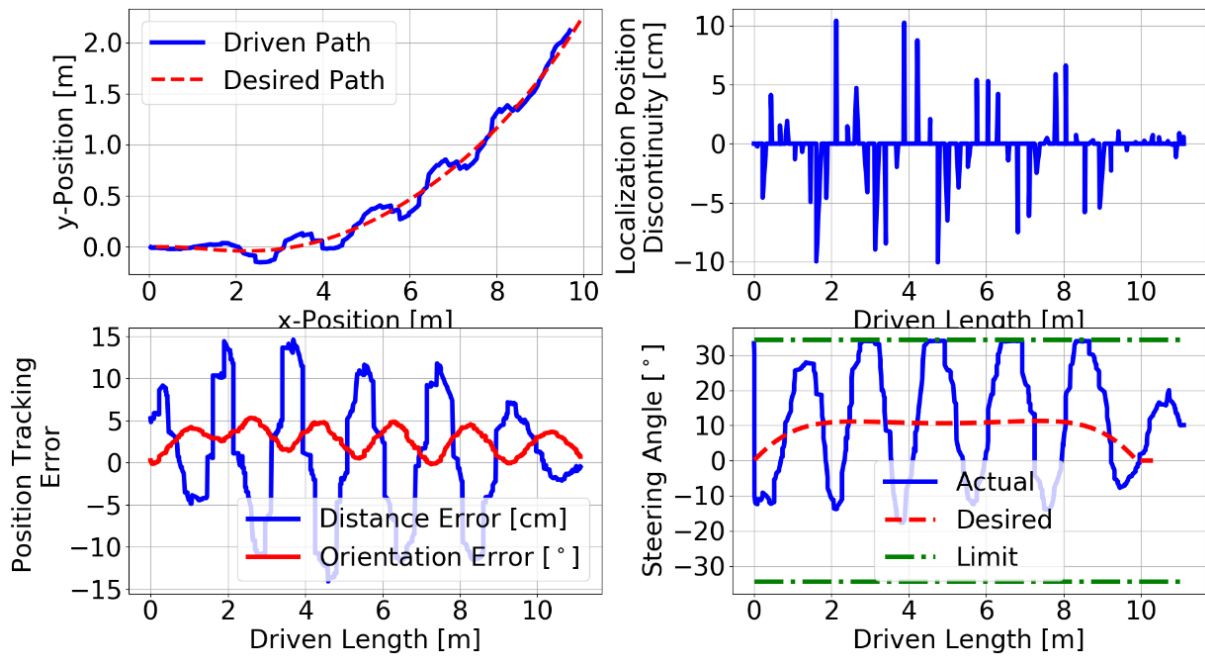 y-Position [m]
2.0
1.5
1.0
0.5
0.0
Driven Path
Desired Path
0 2 4 6 8 10
x-Position [m]
Localization Position
Discontinuity [cm]
10
5
0
−5
−10
0 2 4 6 8 10
Driven Length [m]
Position Tracking
Error
15
10
5
0
−5
−10
−15
Distance Error [cm]
Orientation Error [°]
0 2 4 6 8 10
Driven Length [m]
Steering Angle [°]
30
20
10
0
−10
−20
−30
Actual
Desired
Limit
0 2 4 6 8 10
Driven Length [m]